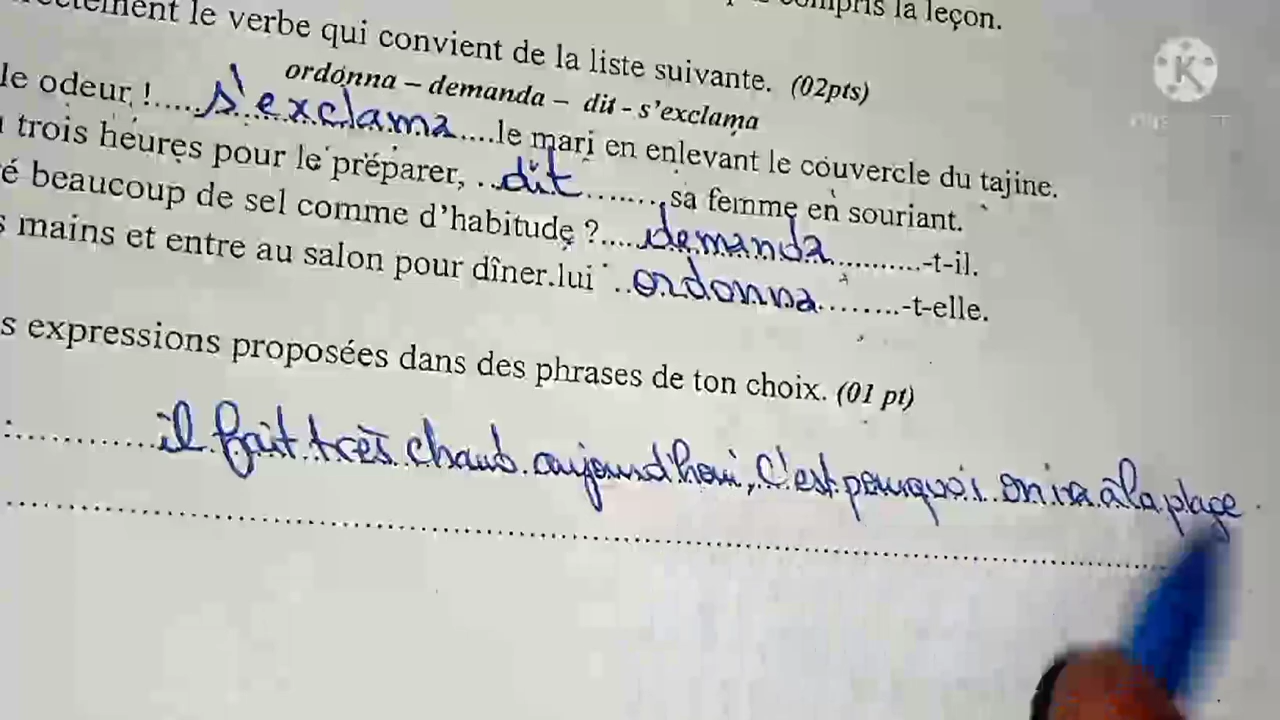 le verbe qui convient de la liste suivante. (02pts)
la leçon.
ordonna – demanda – dit - s'exclama
le odeur !.....s'exclama....le mari en enlevant le couvercle du tajine.
trois heures pour le préparer, ..dit.......,sa femme en souriant.
é beaucoup de sel comme d'habitude ?....demanda..........-t-il.
s mains et entre au salon pour dîner.lui ..ordonna........-t-elle.
s expressions proposées dans des phrases de ton choix. (01 pt)
:............il fait très chaud aujourd'hui, c'est pourquoi on ira à la plage
K